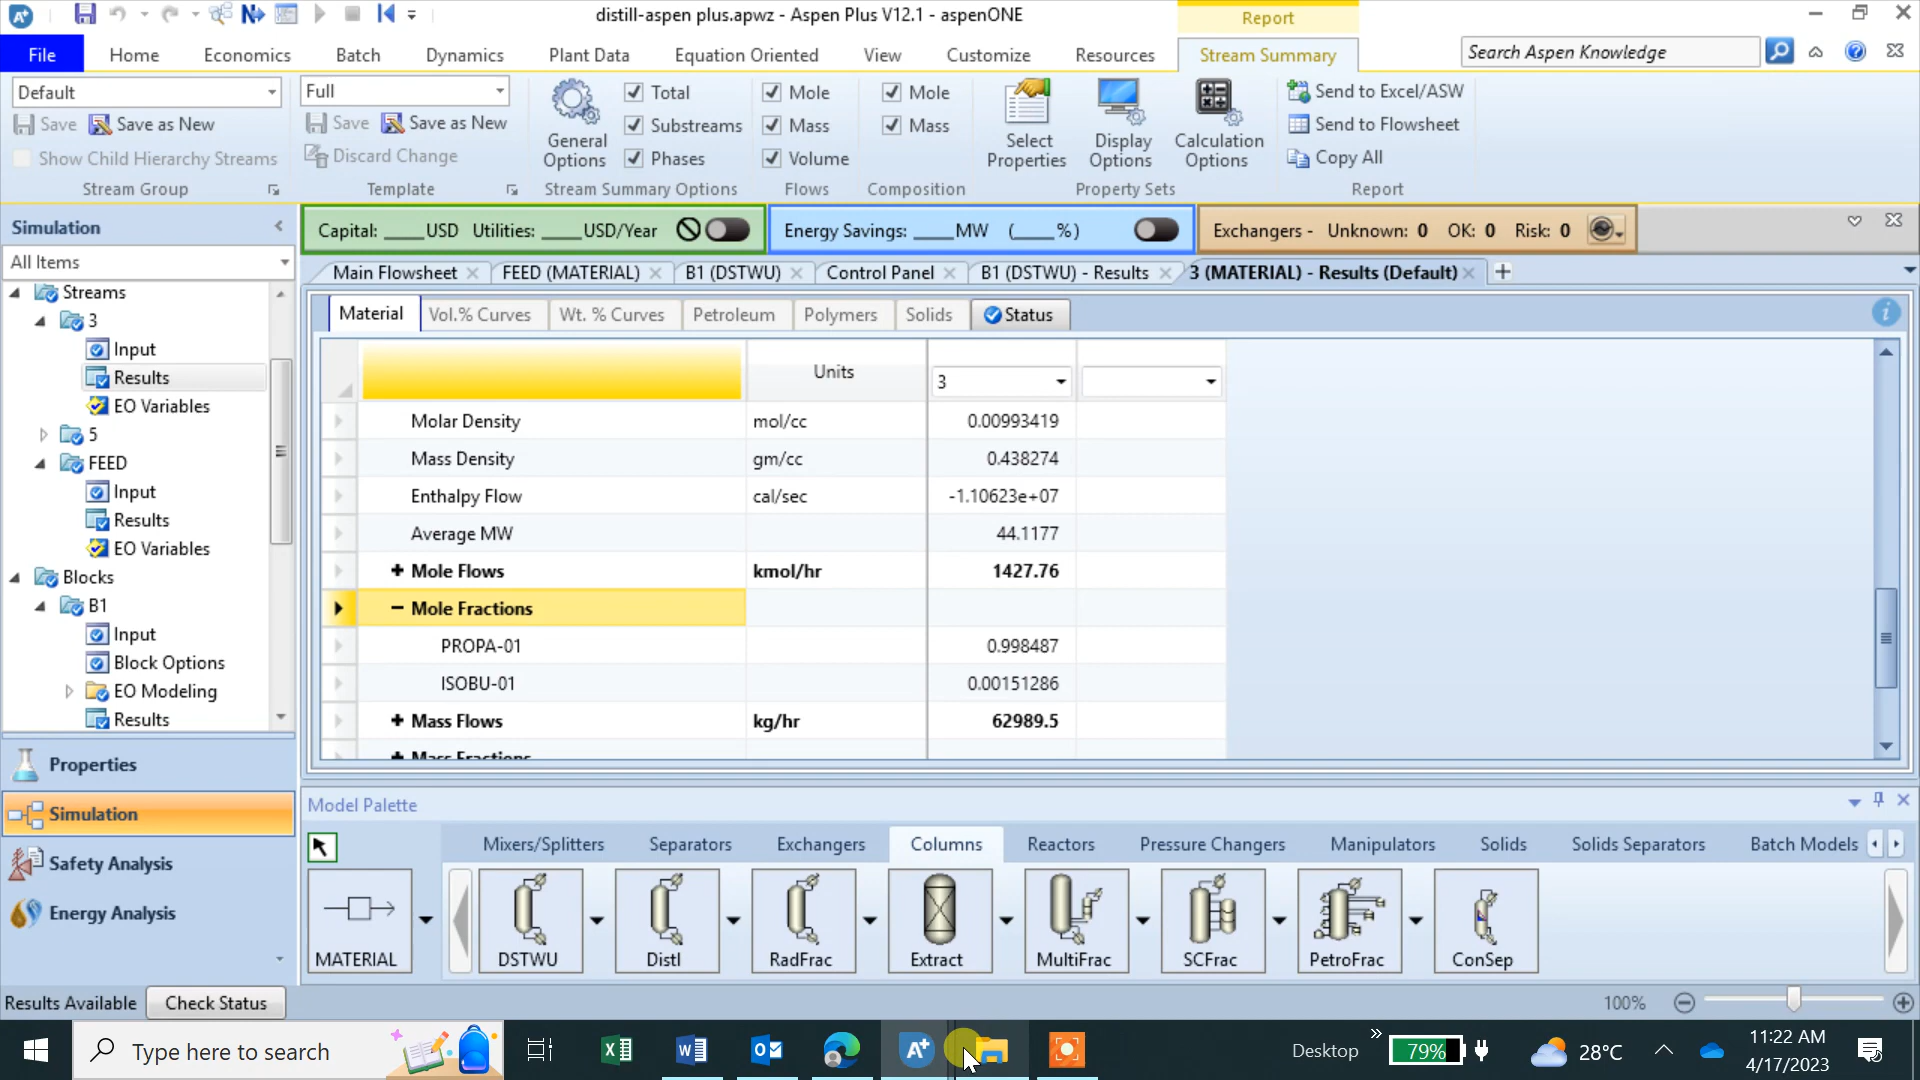 distill-aspen plus.apwz - Aspen Plus V12.1 - aspenONE
Report
File
Home
Economics
Batch
Dynamics
Plant Data
Equation Oriented
View
Customize
Resources
Stream Summary
Search Aspen Knowledge
Default
Save
Save as New
Show Child Hierarchy Streams
Stream Group
Full
Save
Save as New
Discard Change
Template
General Options
Total
Substreams
Phases
Stream Summary Options
Mole
Mass
Volume
Flows
Mole
Mass
Composition
Select Properties
Display Options
Calculation Options
Property Sets
Send to Excel/ASW
Send to Flowsheet
Copy All
Report
Simulation
Capital: ____USD Utilities: ____USD/Year
Energy Savings: ____MW (____%)
Exchangers - Unknown: 0 OK: 0 Risk: 0
All Items
Main Flowsheet
FEED (MATERIAL)
B1 (DSTWU)
Control Panel
B1 (DSTWU) - Results
3 (MATERIAL) - Results (Default)
Streams
3
Input
Results
EO Variables
5
FEED
Input
Results
EO Variables
Blocks
B1
Input
Block Options
EO Modeling
Results
Properties
Simulation
Safety Analysis
Energy Analysis
Material
Vol.% Curves
Wt. % Curves
Petroleum
Polymers
Solids
Status
Units
3
Molar Density mol/cc 0.00993419
Mass Density gm/cc 0.438274
Enthalpy Flow cal/sec -1.10623e+07
Average MW 44.1177
+ Mole Flows kmol/hr 1427.76
- Mole Fractions
PROPA-01 0.998487
ISOBU-01 0.00151286
+ Mass Flows kg/hr 62989.5
+ Mass Fractions
Model Palette
Mixers/Splitters
Separators
Exchangers
Columns
Reactors
Pressure Changers
Manipulators
Solids
Solids Separators
Batch Models
MATERIAL
DSTWU
Distl
RadFrac
Extract
MultiFrac
SCFrac
PetroFrac
ConSep
Results Available
Check Status
100%
Type here to search
Desktop
79%
28°C
11:22 AM
4/17/2023